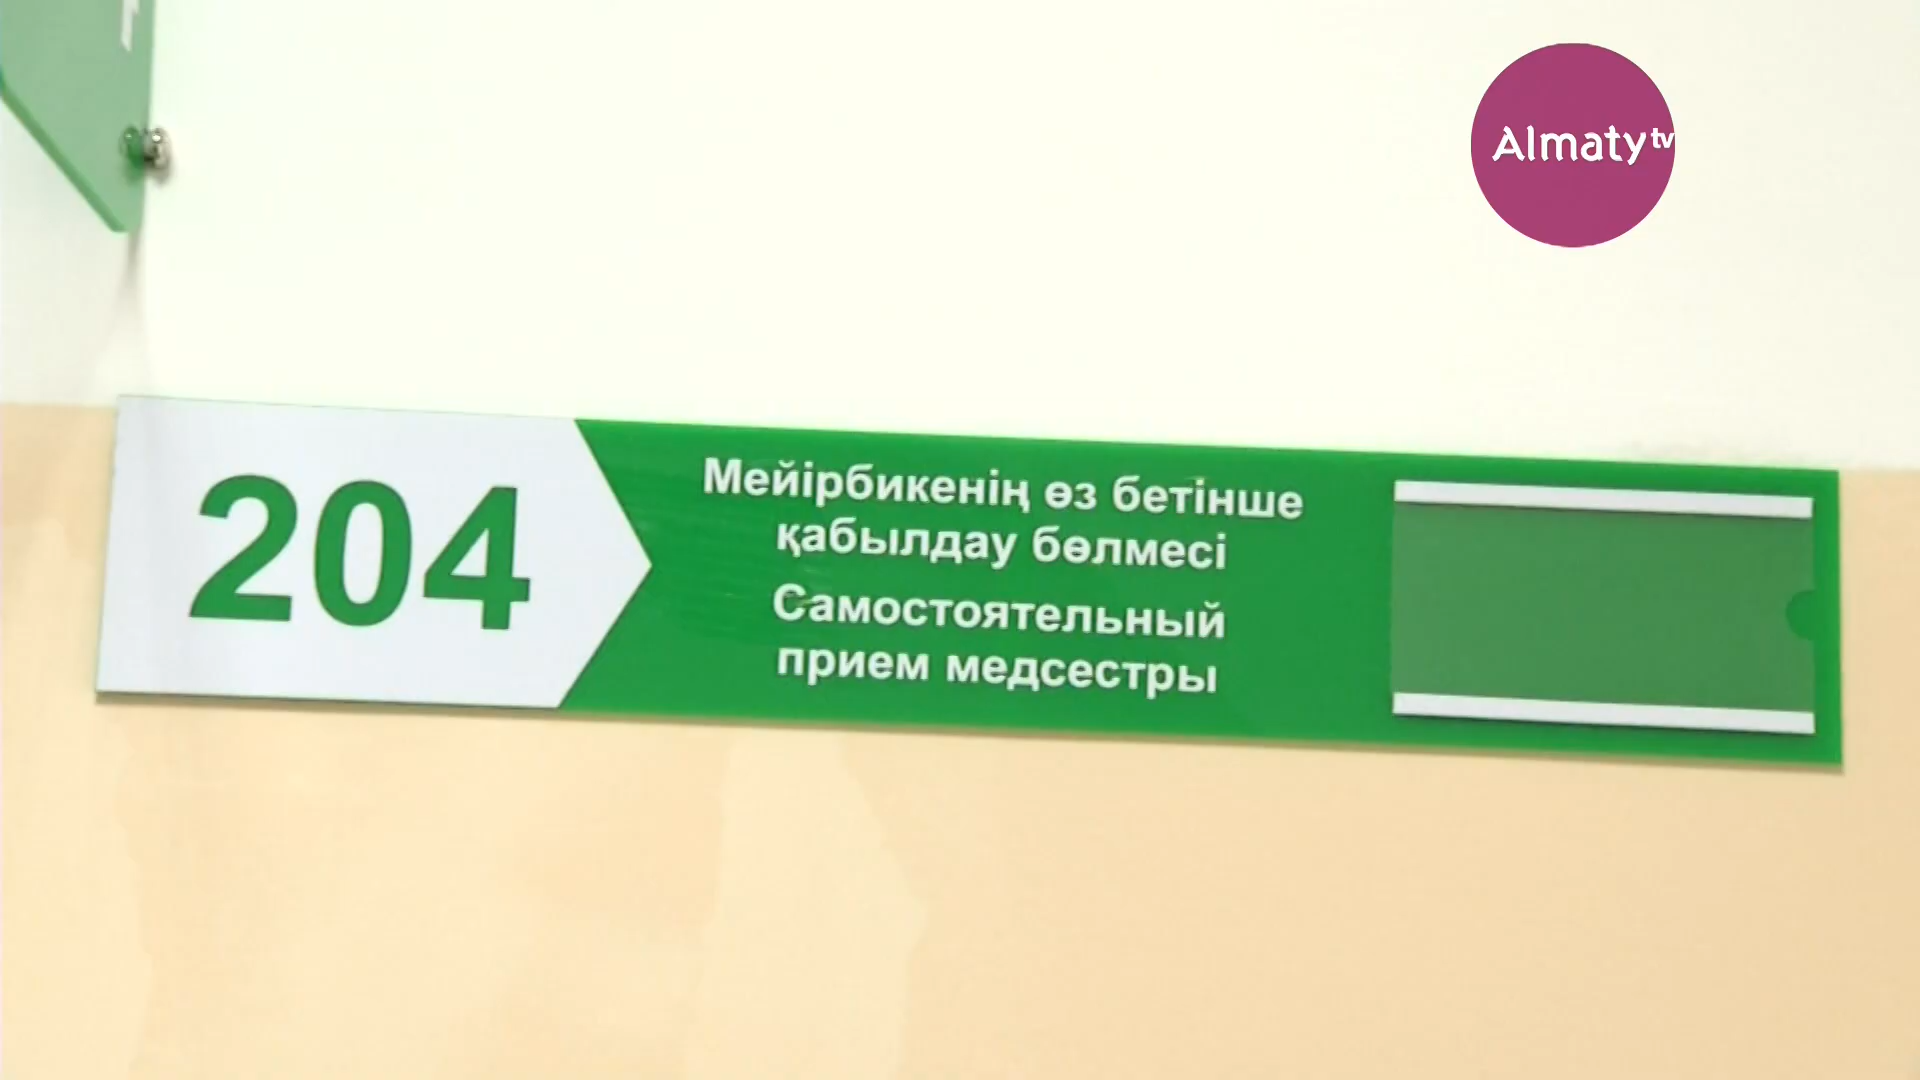 Almaty tv
204
Мейірбикенің өз бетінше
қабылдау бөлмесі
Самостоятельный
прием медсестры